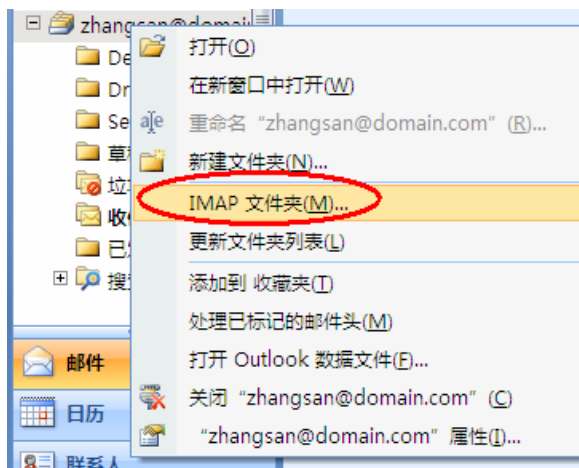 zhangsan@domain
De
打开(O)
Dr
在新窗口中打开(W)
Se
重命名 “zhangsan@domain.com” (R)...
草
新建文件夹(N)...
垃
IMAP 文件夹(M)...
收
更新文件夹列表(L)
已
搜
添加到 收藏夹(T)
处理已标记的邮件头(M)
邮件
打开 Outlook 数据文件(F)...
日历
关闭 “zhangsan@domain.com” (C)
“zhangsan@domain.com” 属性(I)...
联系人